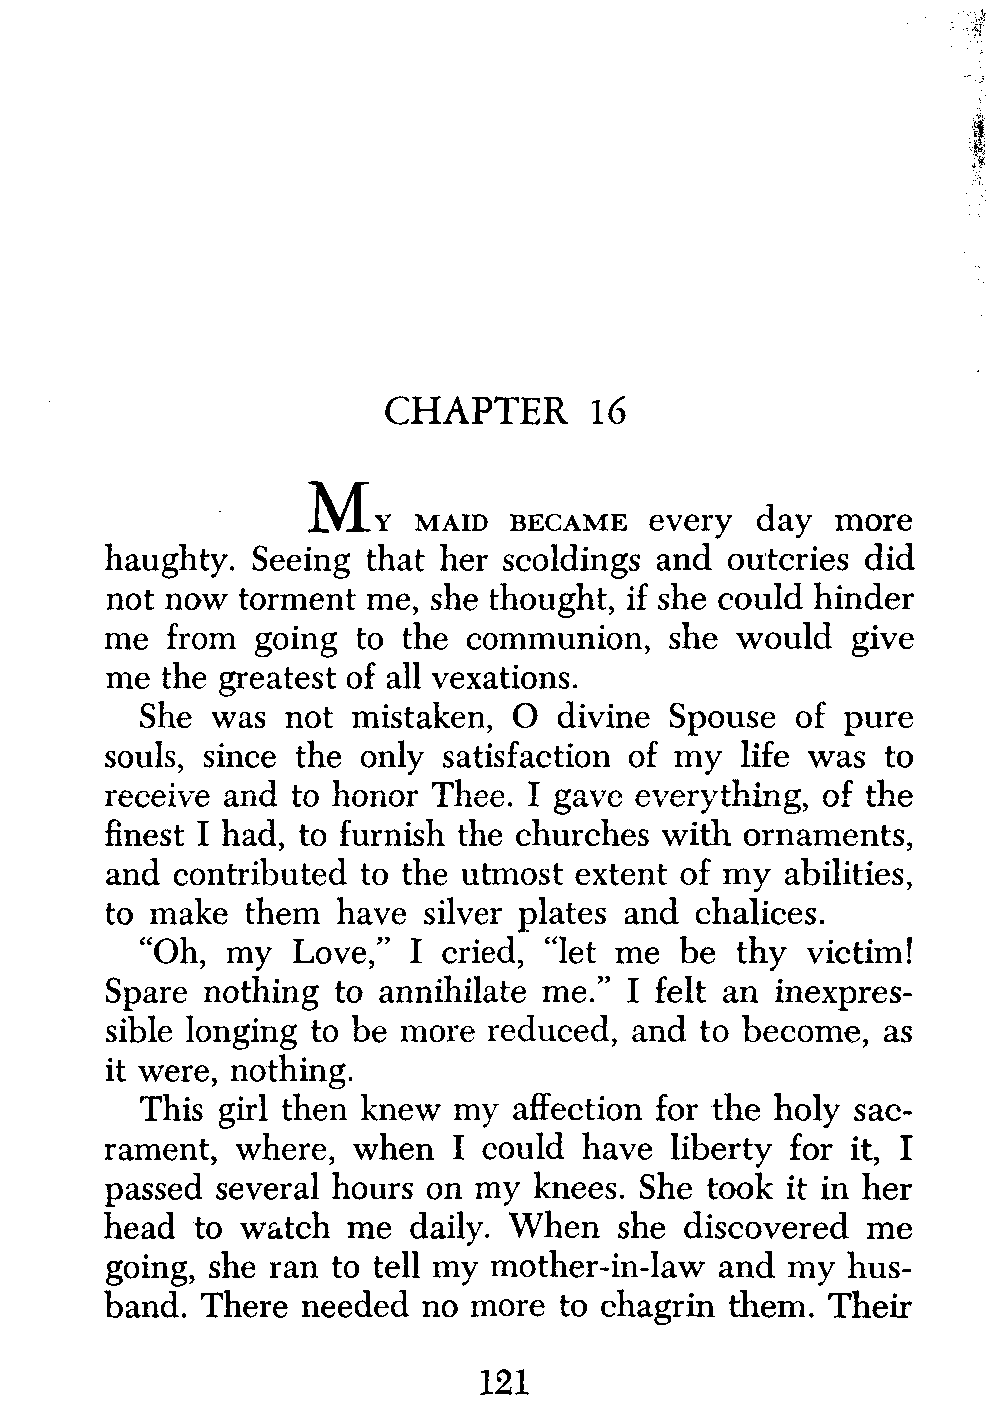 CHAPTER 16
MY MAID BECAME every day more
haughty. Seeing that her scoldings and outcries did
not now torment me, she thought, if she could hinder
me from going to the communion, she would give
me the greatest of all vexations.
She was not mistaken, O divine Spouse of pure
souls, since the only satisfaction of my life was to
receive and to honor Thee. I gave everything, of the
finest I had, to furnish the churches with ornaments,
and contributed to the utmost extent of my abilities,
to make them have silver plates and chalices.
“Oh, my Love,” I cried, “let me be thy victim!
Spare nothing to annihilate me.” I felt an inexpres-
sible longing to be more reduced, and to become, as
it were, nothing.
This girl then knew my affection for the holy sac-
rament, where, when I could have liberty for it, I
passed several hours on my knees. She took it in her
head to watch me daily. When she discovered me
going, she ran to tell my mother-in-law and my hus-
band. There needed no more to chagrin them. Their
121